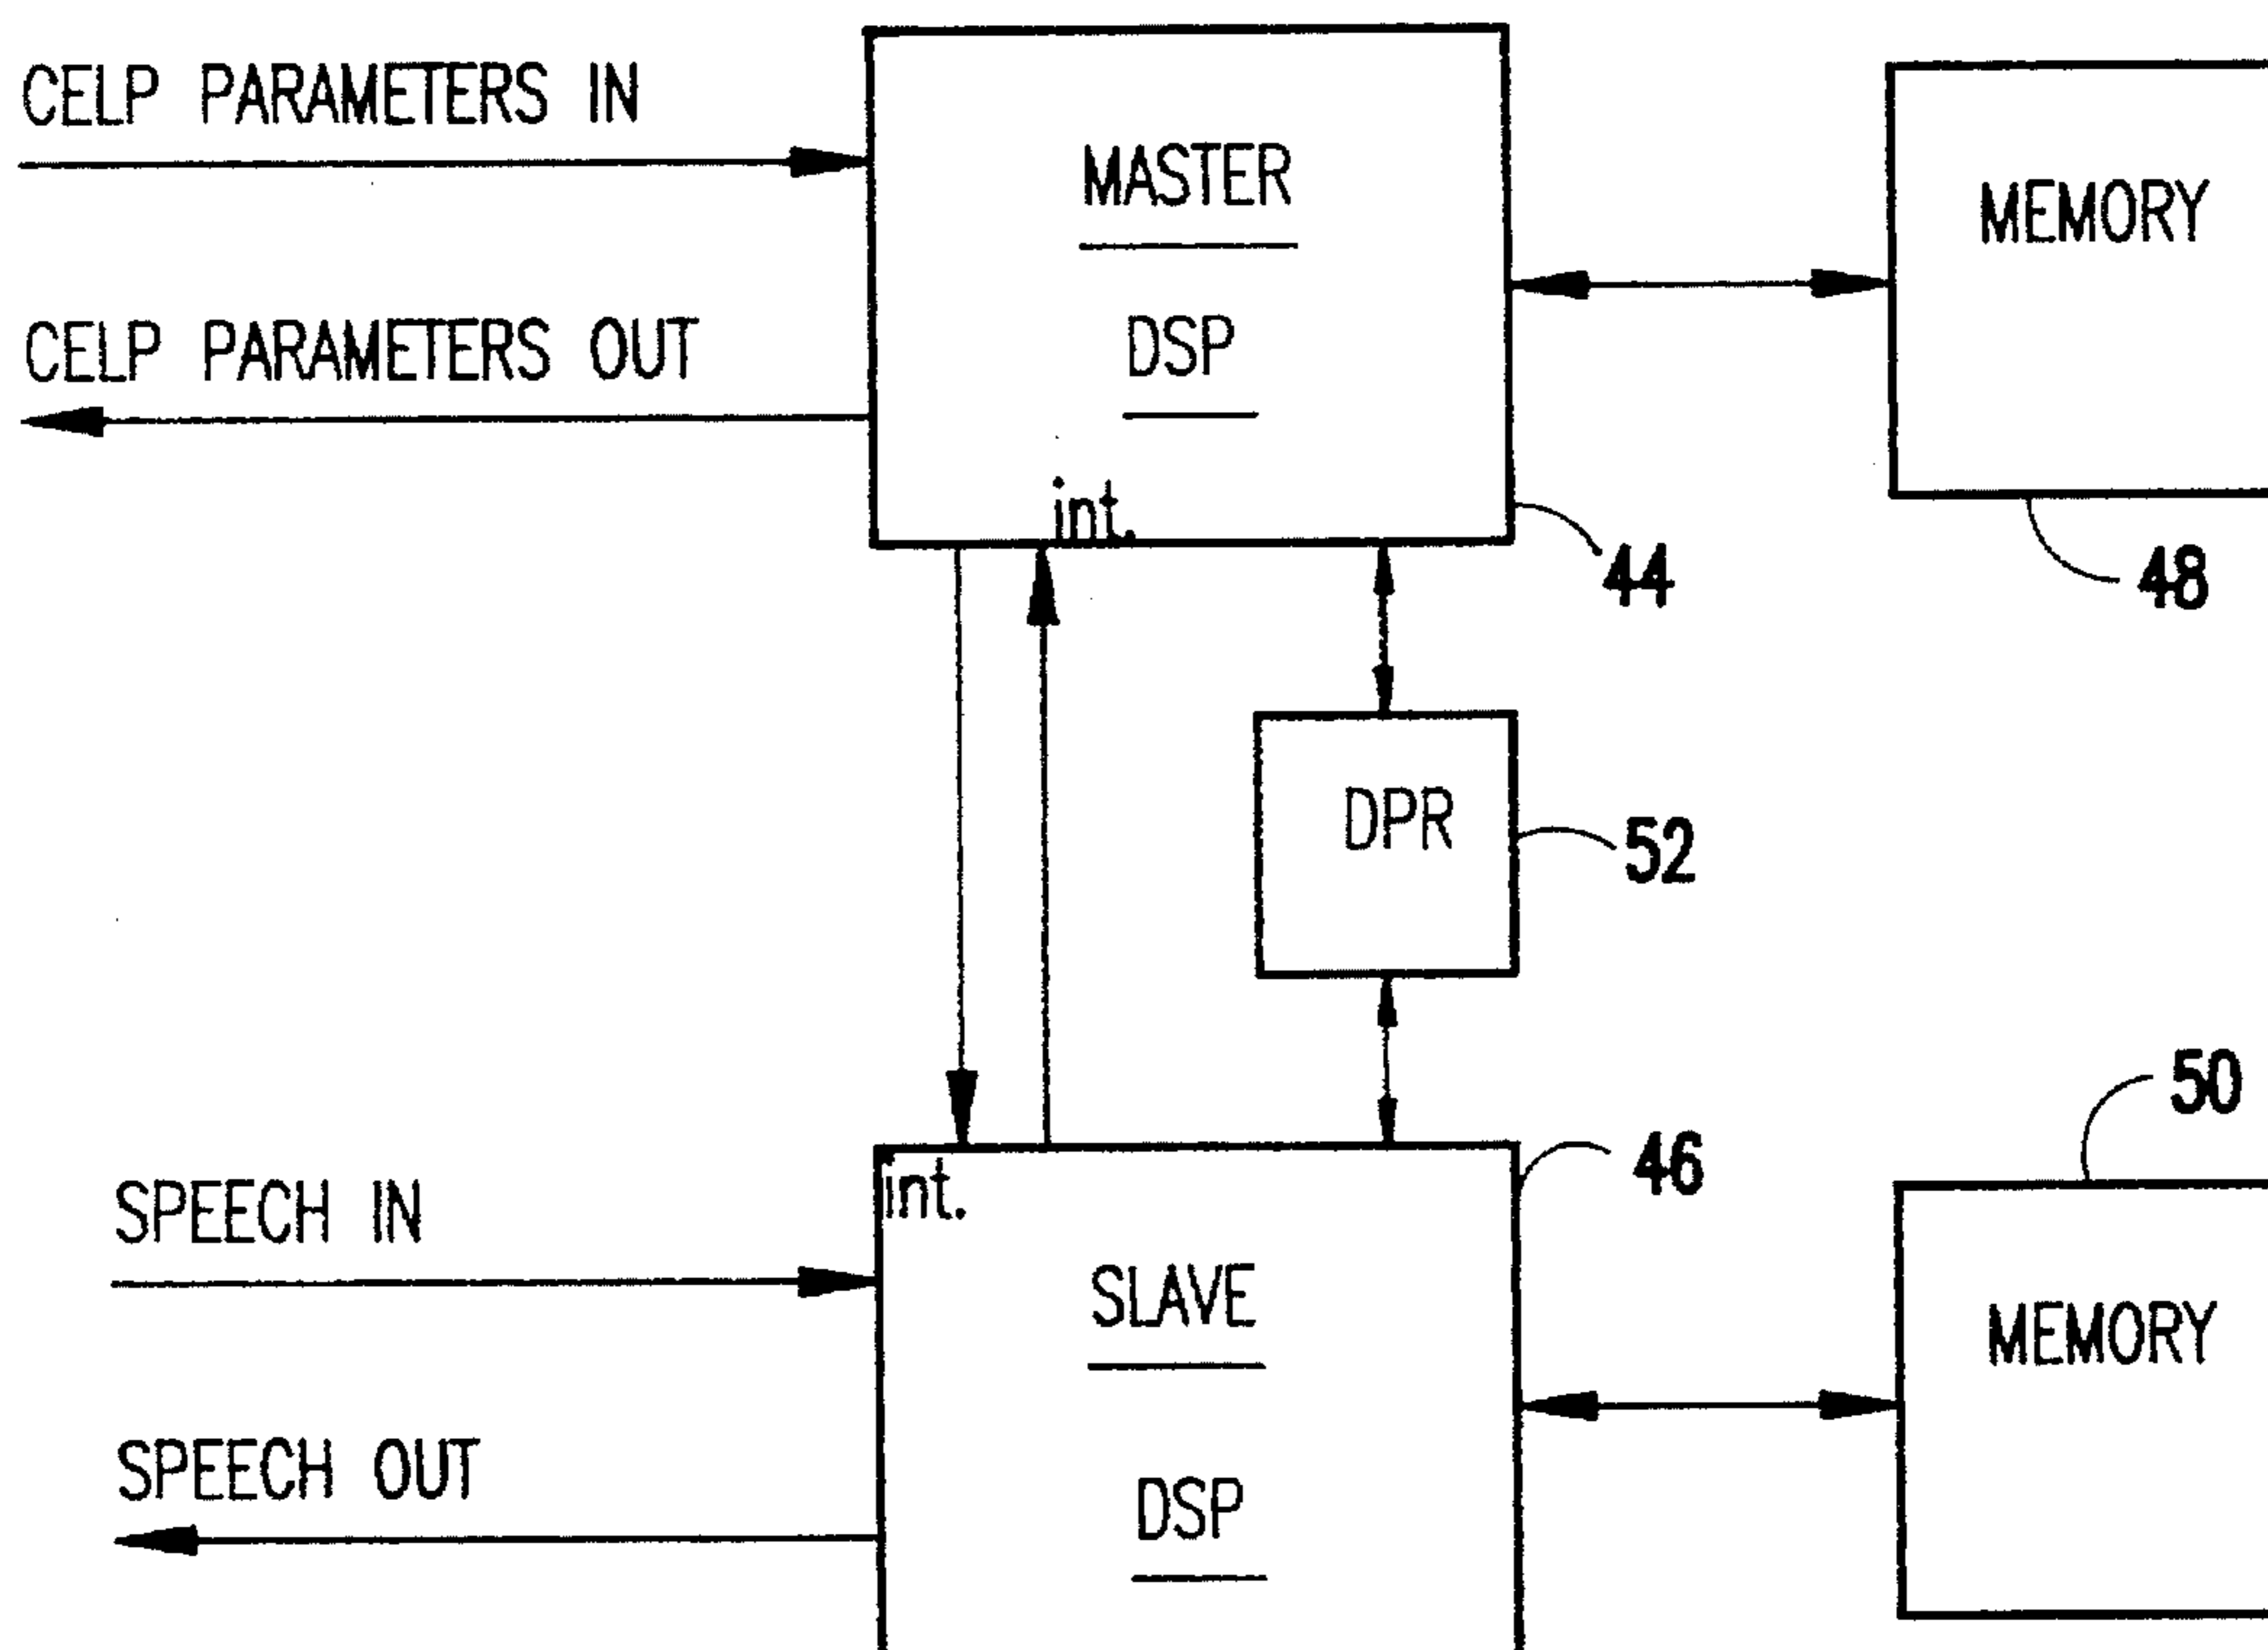 CELP PARAMETERS IN
MASTER
MEMORY
CELP PARAMETERS OUT
DSP
int.
44
48
DPR
52
50
46
int.
SPEECH IN
SLAVE
MEMORY
SPEECH OUT
DSP